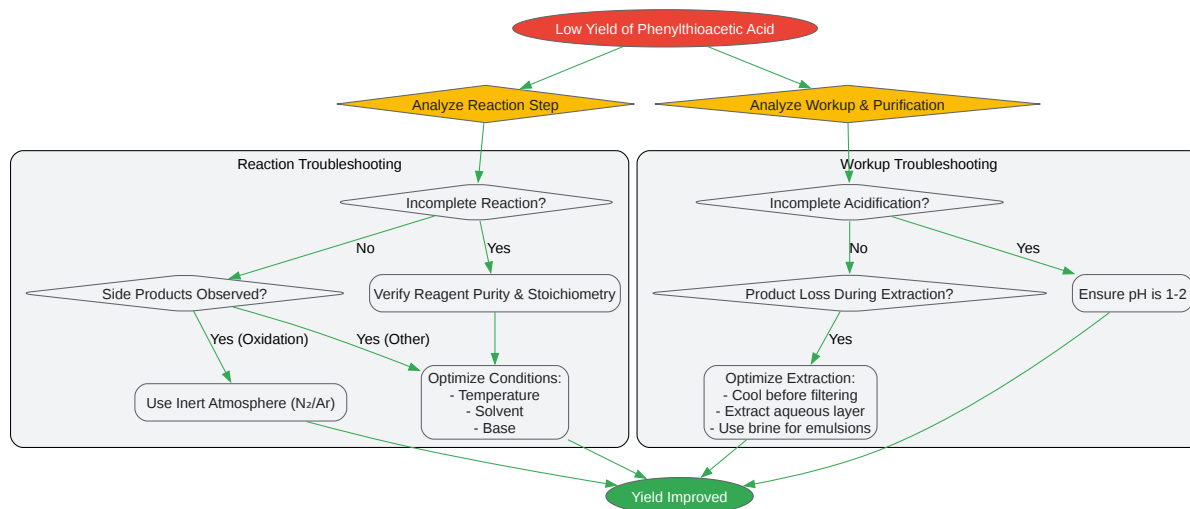 Low Yield of Phenylthioacetic Acid
Analyze Reaction Step
Analyze Workup & Purification
Reaction Troubleshooting
Workup Troubleshooting
Incomplete Reaction?
Incomplete Acidification?
No
Yes
No
Yes
Side Products Observed?
Verify Reagent Purity & Stoichiometry
Product Loss During Extraction?
Ensure pH is 1-2
Yes (Oxidation)
Yes (Other)
Yes
Use Inert Atmosphere (N₂/Ar)
Optimize Conditions:
- Temperature
- Solvent
- Base
Optimize Extraction:
- Cool before filtering
- Extract aqueous layer
- Use brine for emulsions
Yield Improved